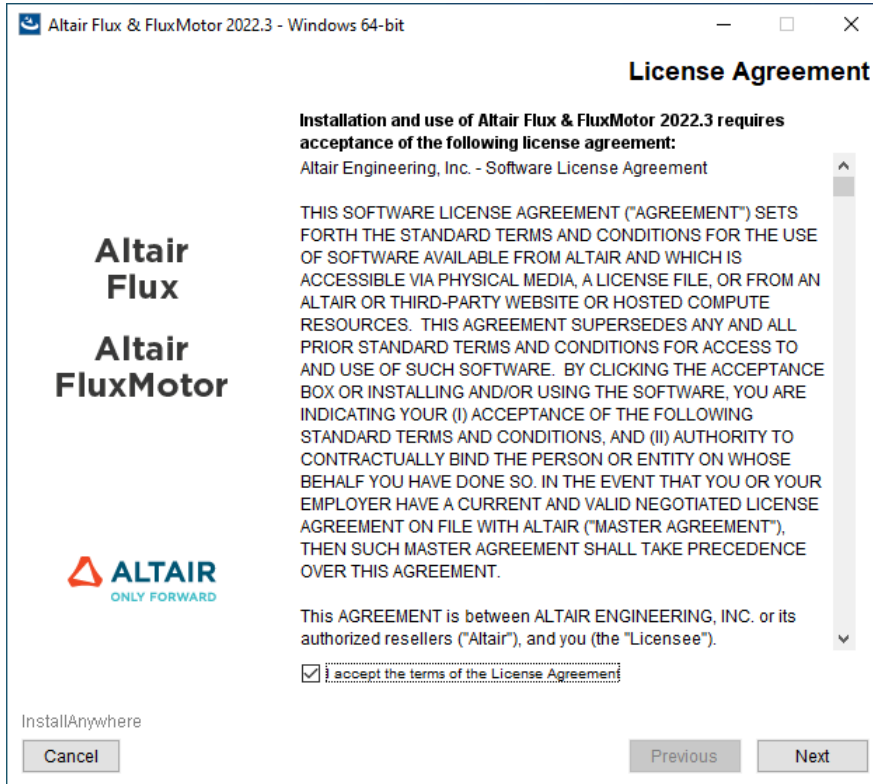 Altair Flux & FluxMotor 2022.3 - Windows 64-bit
License Agreement
Installation and use of Altair Flux & FluxMotor 2022.3 requires
acceptance of the following license agreement:
Altair Engineering, Inc. - Software License Agreement
THIS SOFTWARE LICENSE AGREEMENT ("AGREEMENT") SETS
FORTH THE STANDARD TERMS AND CONDITIONS FOR THE USE
OF SOFTWARE AVAILABLE FROM ALTAIR AND WHICH IS
ACCESSIBLE VIA PHYSICAL MEDIA, A LICENSE FILE, OR FROM AN
ALTAIR OR THIRD-PARTY WEBSITE OR HOSTED COMPUTE
RESOURCES.  THIS AGREEMENT SUPERSEDES ANY AND ALL
PRIOR STANDARD TERMS AND CONDITIONS FOR ACCESS TO
AND USE OF SUCH SOFTWARE.  BY CLICKING THE ACCEPTANCE
BOX OR INSTALLING AND/OR USING THE SOFTWARE, YOU ARE
INDICATING YOUR (I) ACCEPTANCE OF THE FOLLOWING
STANDARD TERMS AND CONDITIONS, AND (II) AUTHORITY TO
CONTRACTUALLY BIND THE PERSON OR ENTITY ON WHOSE
BEHALF YOU HAVE DONE SO. IN THE EVENT THAT YOU OR YOUR
EMPLOYER HAVE A CURRENT AND VALID NEGOTIATED LICENSE
AGREEMENT ON FILE WITH ALTAIR ("MASTER AGREEMENT"),
THEN SUCH MASTER AGREEMENT SHALL TAKE PRECEDENCE
OVER THIS AGREEMENT.
This AGREEMENT is between ALTAIR ENGINEERING, INC. or its
authorized resellers ("Altair"), and you (the "Licensee").
I accept the terms of the License Agreement
Altair
Flux
Altair
FluxMotor
ALTAIR
ONLY FORWARD
InstallAnywhere
Cancel
Previous
Next